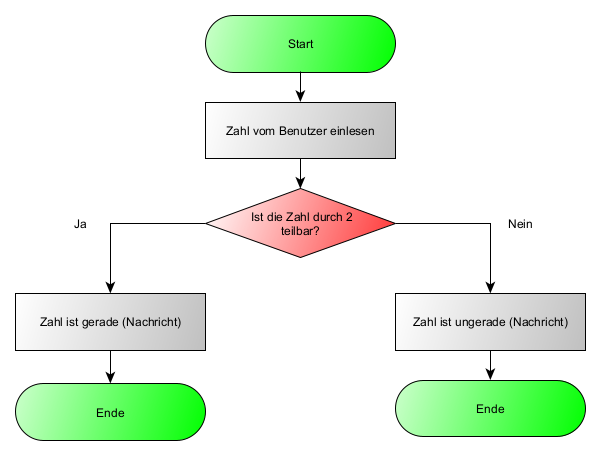 Start
Zahl vom Benutzer einlesen
Ist die Zahl durch 2
teilbar?
Ja
Nein
Zahl ist gerade (Nachricht)
Zahl ist ungerade (Nachricht)
Ende
Ende